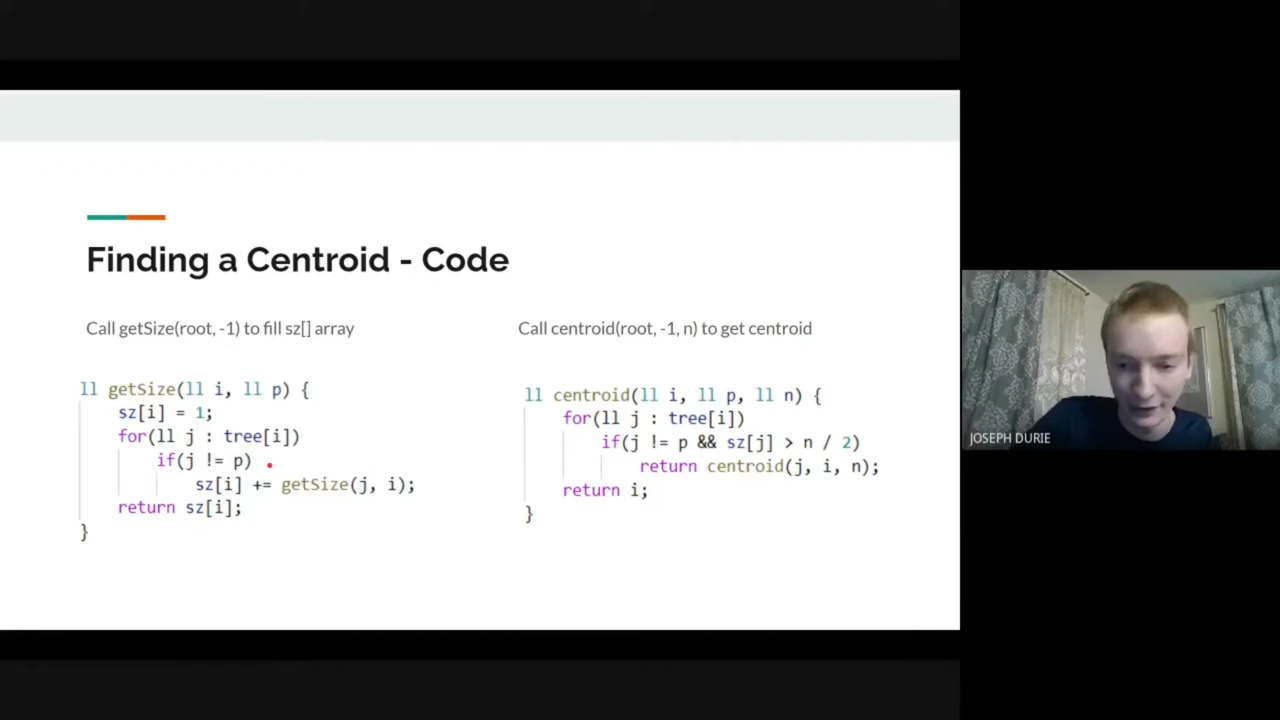 Finding a Centroid - Code
Call getSize(root, -1) to fill sz[] array
ll getSize(ll i, ll p) {
sz[i] = 1;
for(ll j : tree[i])
if(j != p)
sz[i] += getSize(j, i);
return sz[i];
}
Call centroid(root, -1, n) to get centroid
ll centroid(ll i, ll p, ll n) {
for(ll j : tree[i])
if(j != p && sz[j] > n / 2)
return centroid(j, i, n);
return i;
}
JOSEPH DURIE